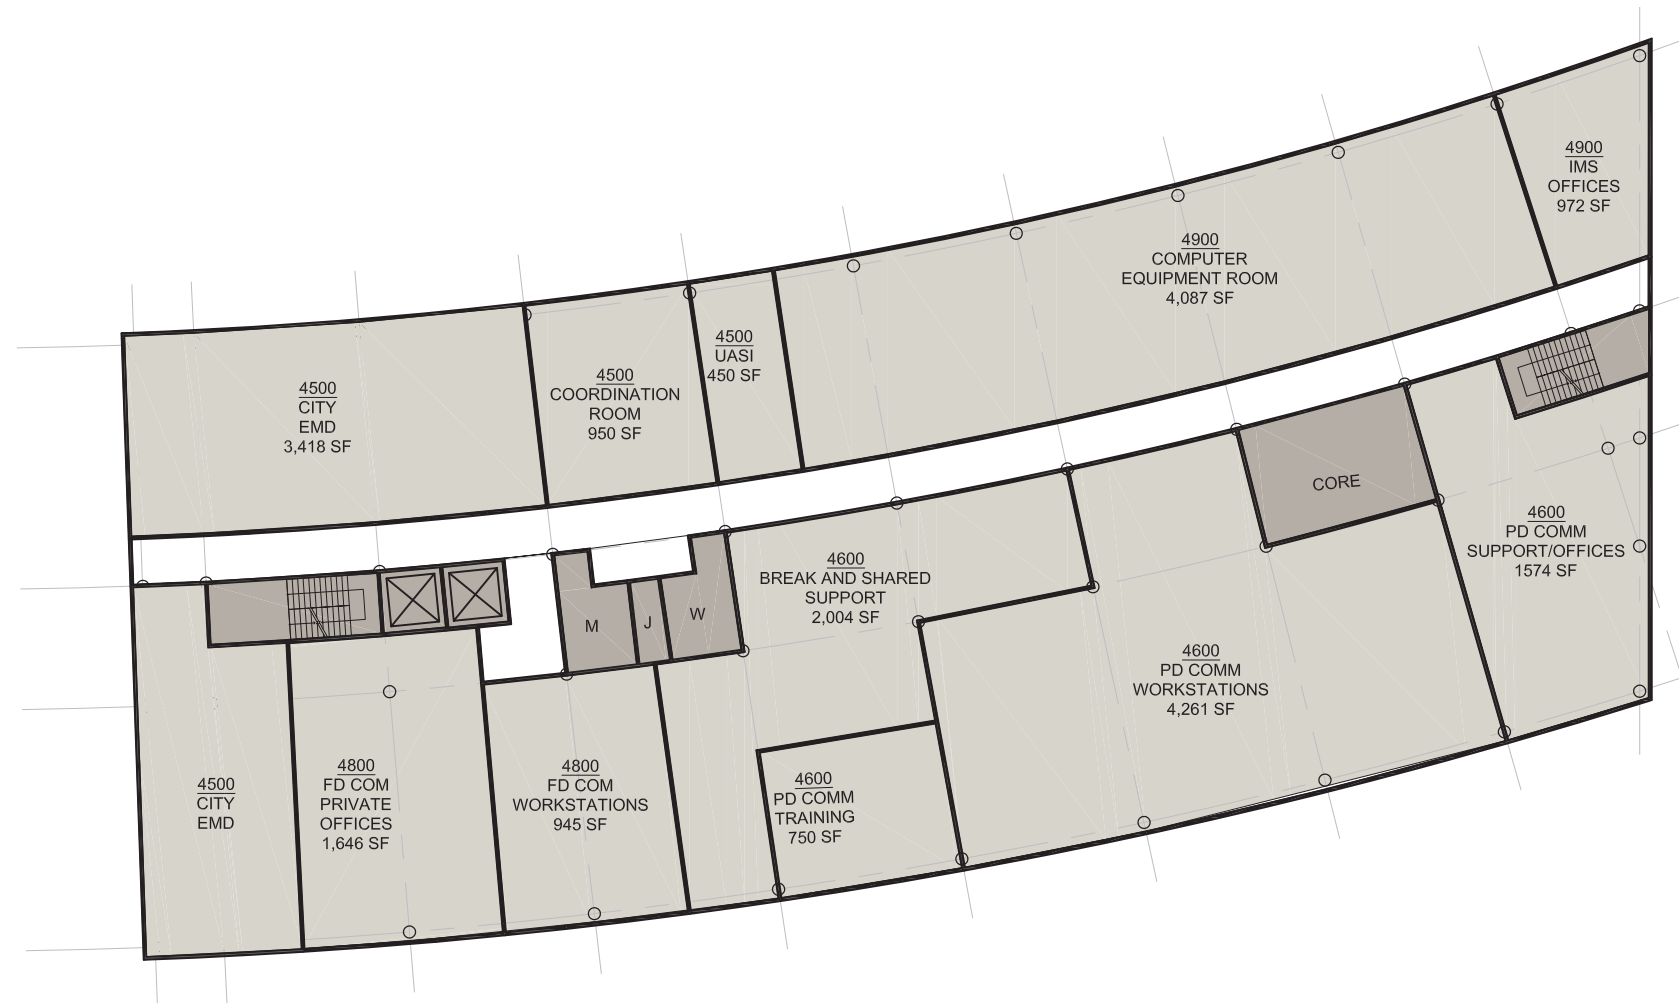 4900
IMS
OFFICES
972 SF
4900
COMPUTER
EQUIPMENT ROOM
4,087 SF
4500
UASI
450 SF
4500
COORDINATION
ROOM
950 SF
4500
CITY
EMD
3,418 SF
CORE
4600
PD COMM
SUPPORT/OFFICES
1574 SF
4600
BREAK AND SHARED
SUPPORT
2,004 SF
M
J
W
4600
PD COMM
WORKSTATIONS
4,261 SF
4500
CITY
EMD
4800
FD COM
PRIVATE
OFFICES
1,646 SF
4800
FD COM
WORKSTATIONS
945 SF
4600
PD COMM
TRAINING
750 SF